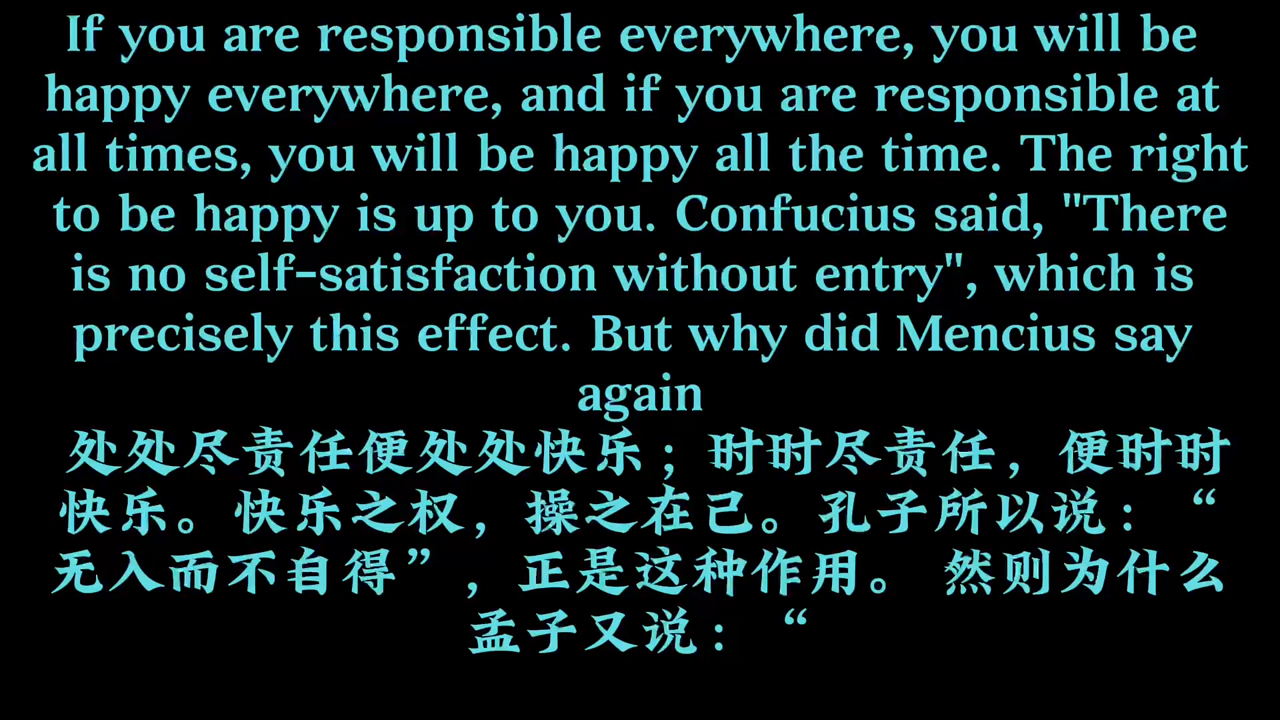 If you are responsible everywhere, you will be
happy everywhere, and if you are responsible at
all times, you will be happy all the time. The right
to be happy is up to you. Confucius said, "There
is no self-satisfaction without entry", which is
precisely this effect. But why did Mencius say
again
处处尽责任便处处快乐；时时尽责任，便时时
快乐。快乐之权，操之在己。孔子所以说：“
无入而不自得”，正是这种作用。 然则为什么
孟子又说：“